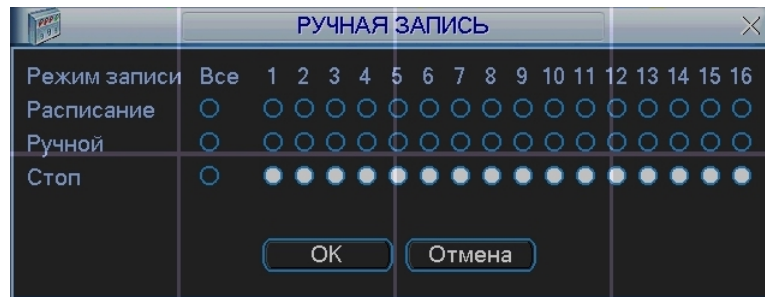 РУЧНАЯ ЗАПИСЬ
Режим записи Все 1 2 3 4 5 6 7 8 9 10 11 12 13 14 15 16
Расписание
Ручной
Стоп
OK Отмена